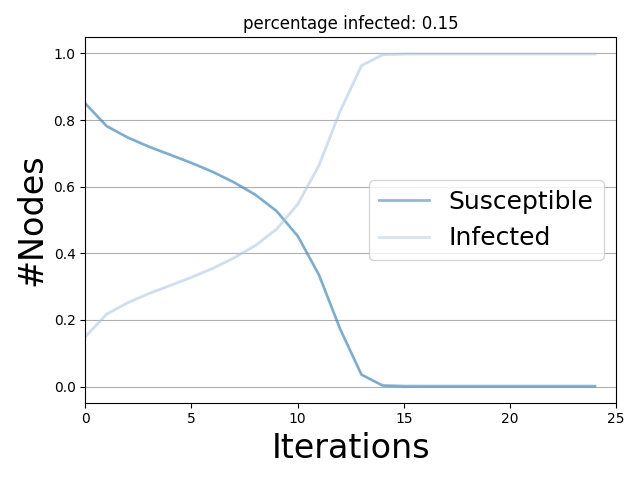 percentage infected: 0.15
#Nodes
1.0
0.8
0.6
0.4
0.2
0.0
Susceptible
Infected
0 5 10 15 20 25
Iterations